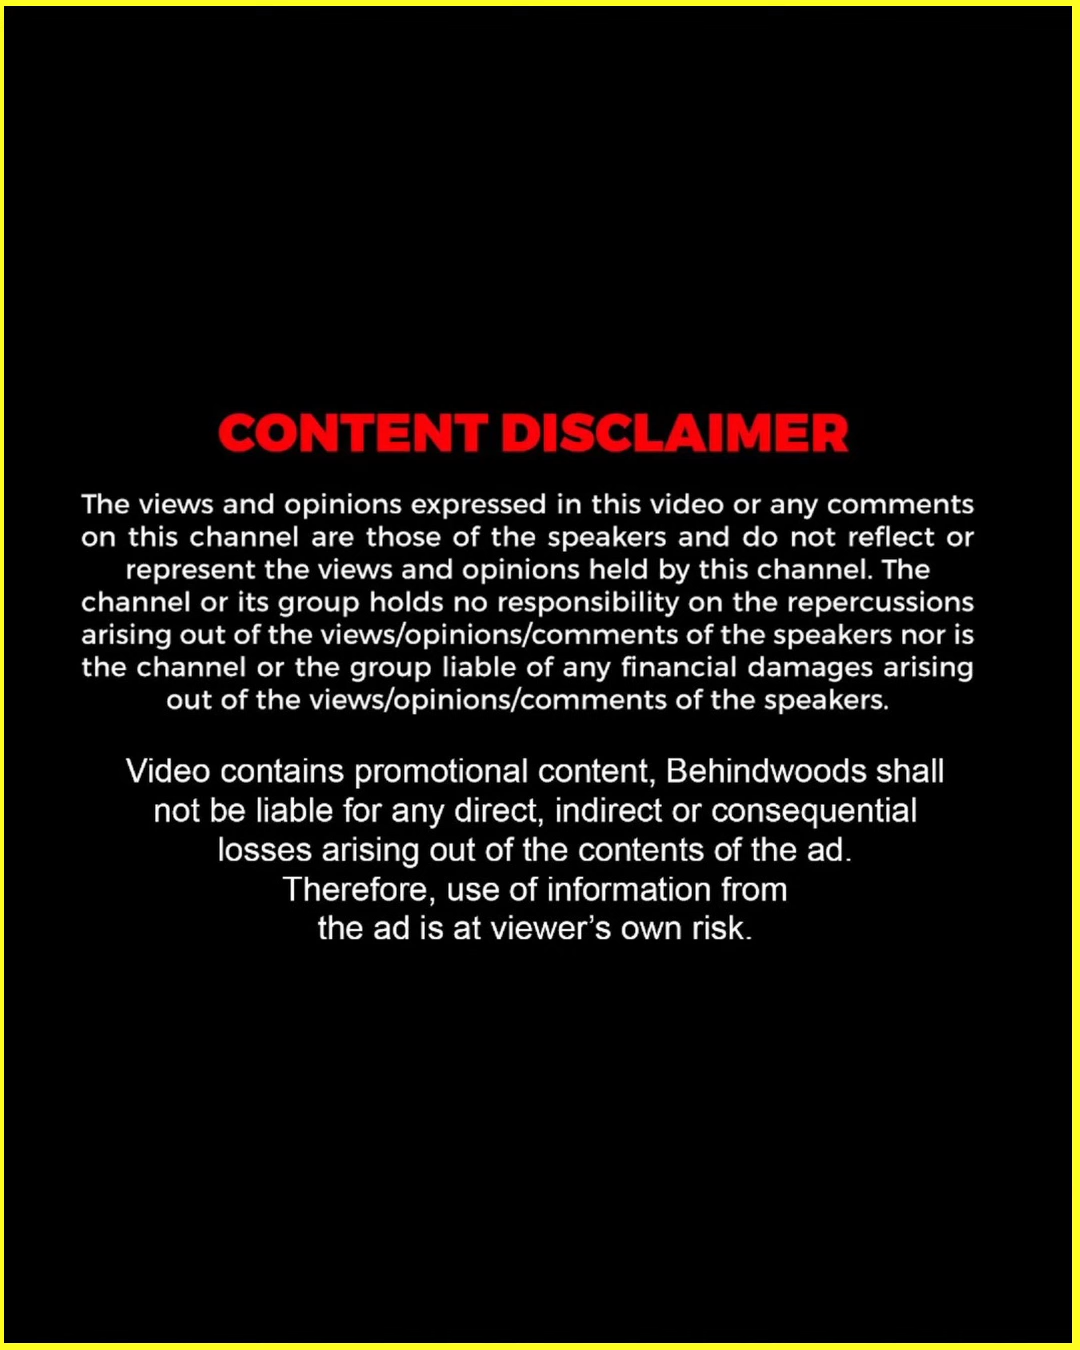 CONTENT DISCLAIMER
The views and opinions expressed in this video or any comments
on this channel are those of the speakers and do not reflect or
represent the views and opinions held by this channel. The
channel or its group holds no responsibility on the repercussions
arising out of the views/opinions/comments of the speakers nor is
the channel or the group liable of any financial damages arising
out of the views/opinions/comments of the speakers.
Video contains promotional content, Behindwoods shall
not be liable for any direct, indirect or consequential
losses arising out of the contents of the ad.
Therefore, use of information from
the ad is at viewer’s own risk.